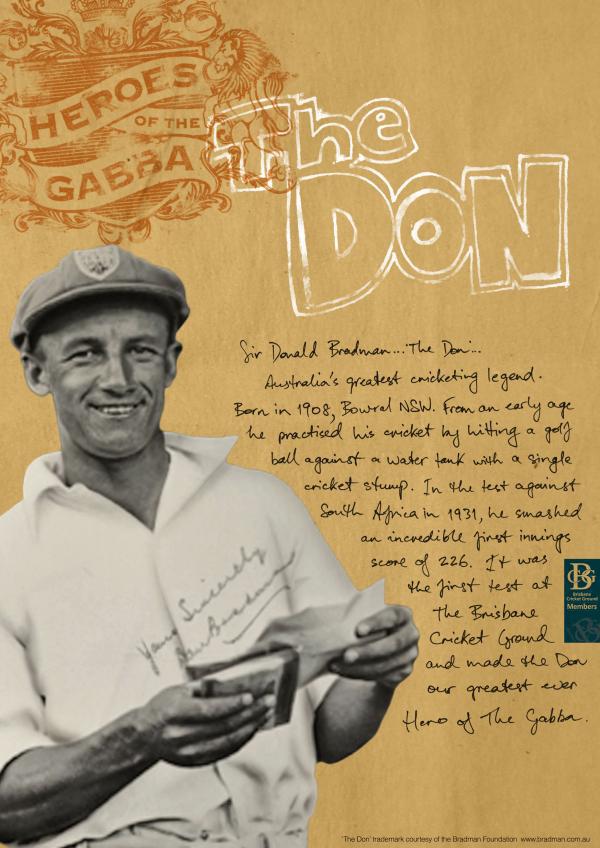 HEROES
OF THE
GABBA
The
DON
Sir Donald Bradman...'The Don'...
Australia's greatest cricketing legend.
Born in 1908, Bowral NSW. From an early age
he practiced his cricket by hitting a golf
ball against a water tank with a single
cricket stump. In the test against
South Africa in 1931, he smashed
an incredible first innings
score of 226. It was
the first test at
The Brisbane
Cricket Ground
and made the Don
our greatest ever
Hero of The Gabba.
Yours Sincerely
Don Bradman
BCG
Brisbane
Cricket Ground
Members
'The Don' trademark courtesy of the Bradman Foundation www.bradman.com.au